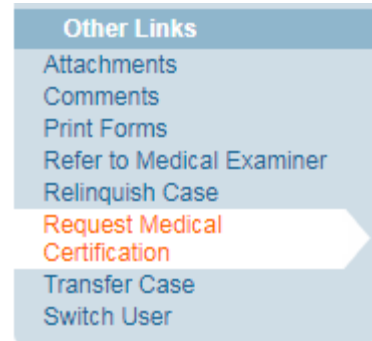 Other Links
Attachments
Comments
Print Forms
Refer to Medical Examiner
Relinquish Case
Request Medical
Certification
Transfer Case
Switch User